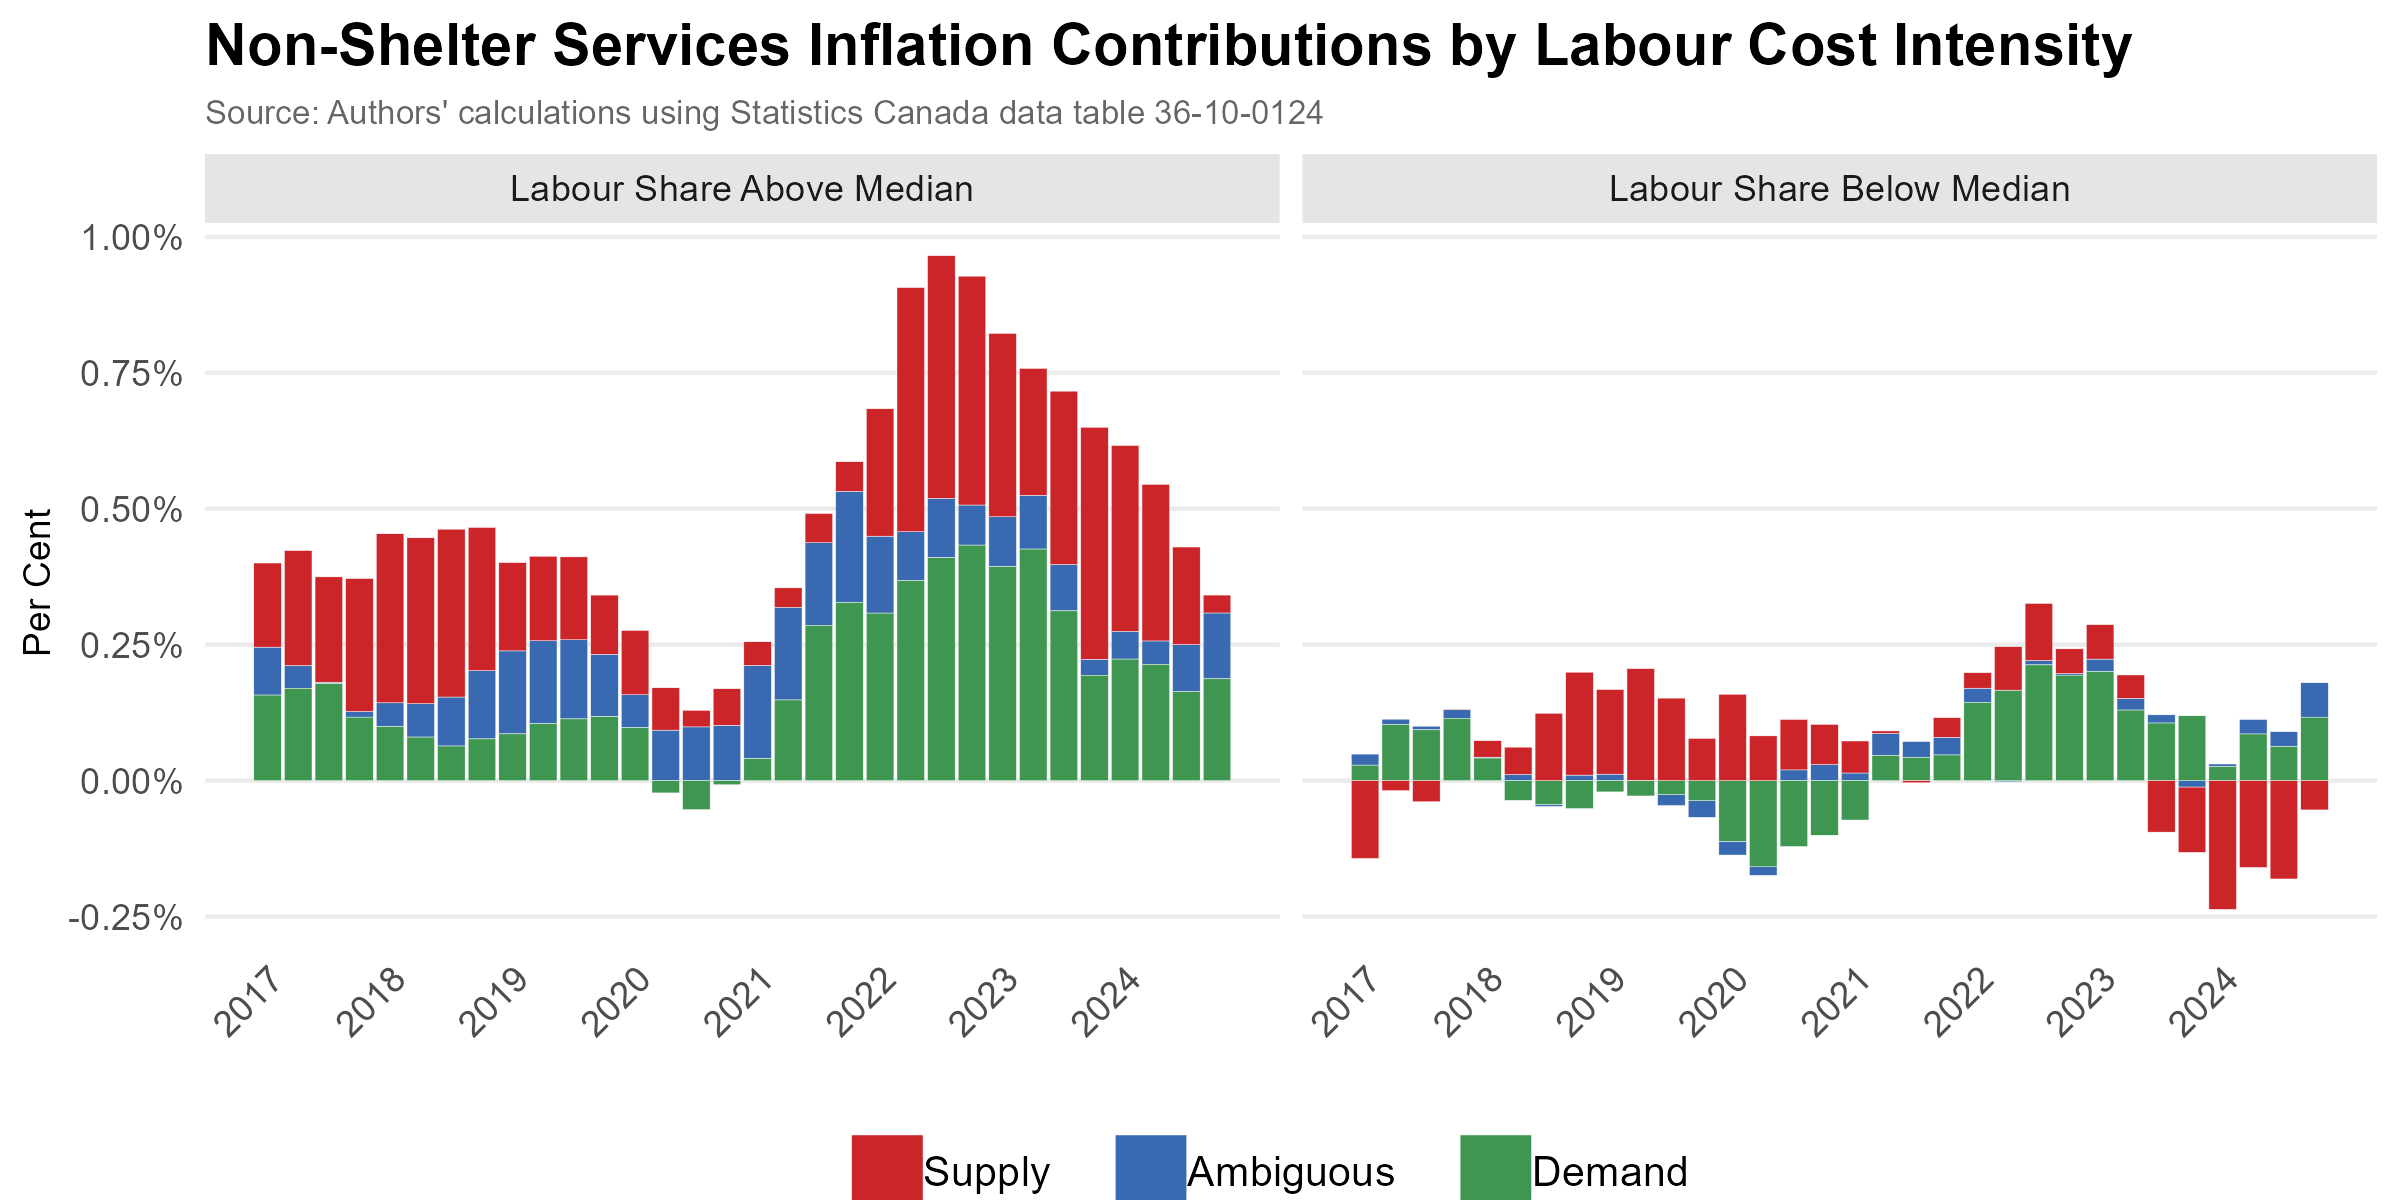 Non-Shelter Services Inflation Contributions by Labour Cost Intensity
Source: Authors' calculations using Statistics Canada data table 36-10-0124
Labour Share Above Median
Labour Share Below Median
Per Cent
1.00%
0.75%
0.50%
0.25%
0.00%
-0.25%
2017 2018 2019 2020 2021 2022 2023 2024
2017 2018 2019 2020 2021 2022 2023 2024
Supply Ambiguous Demand